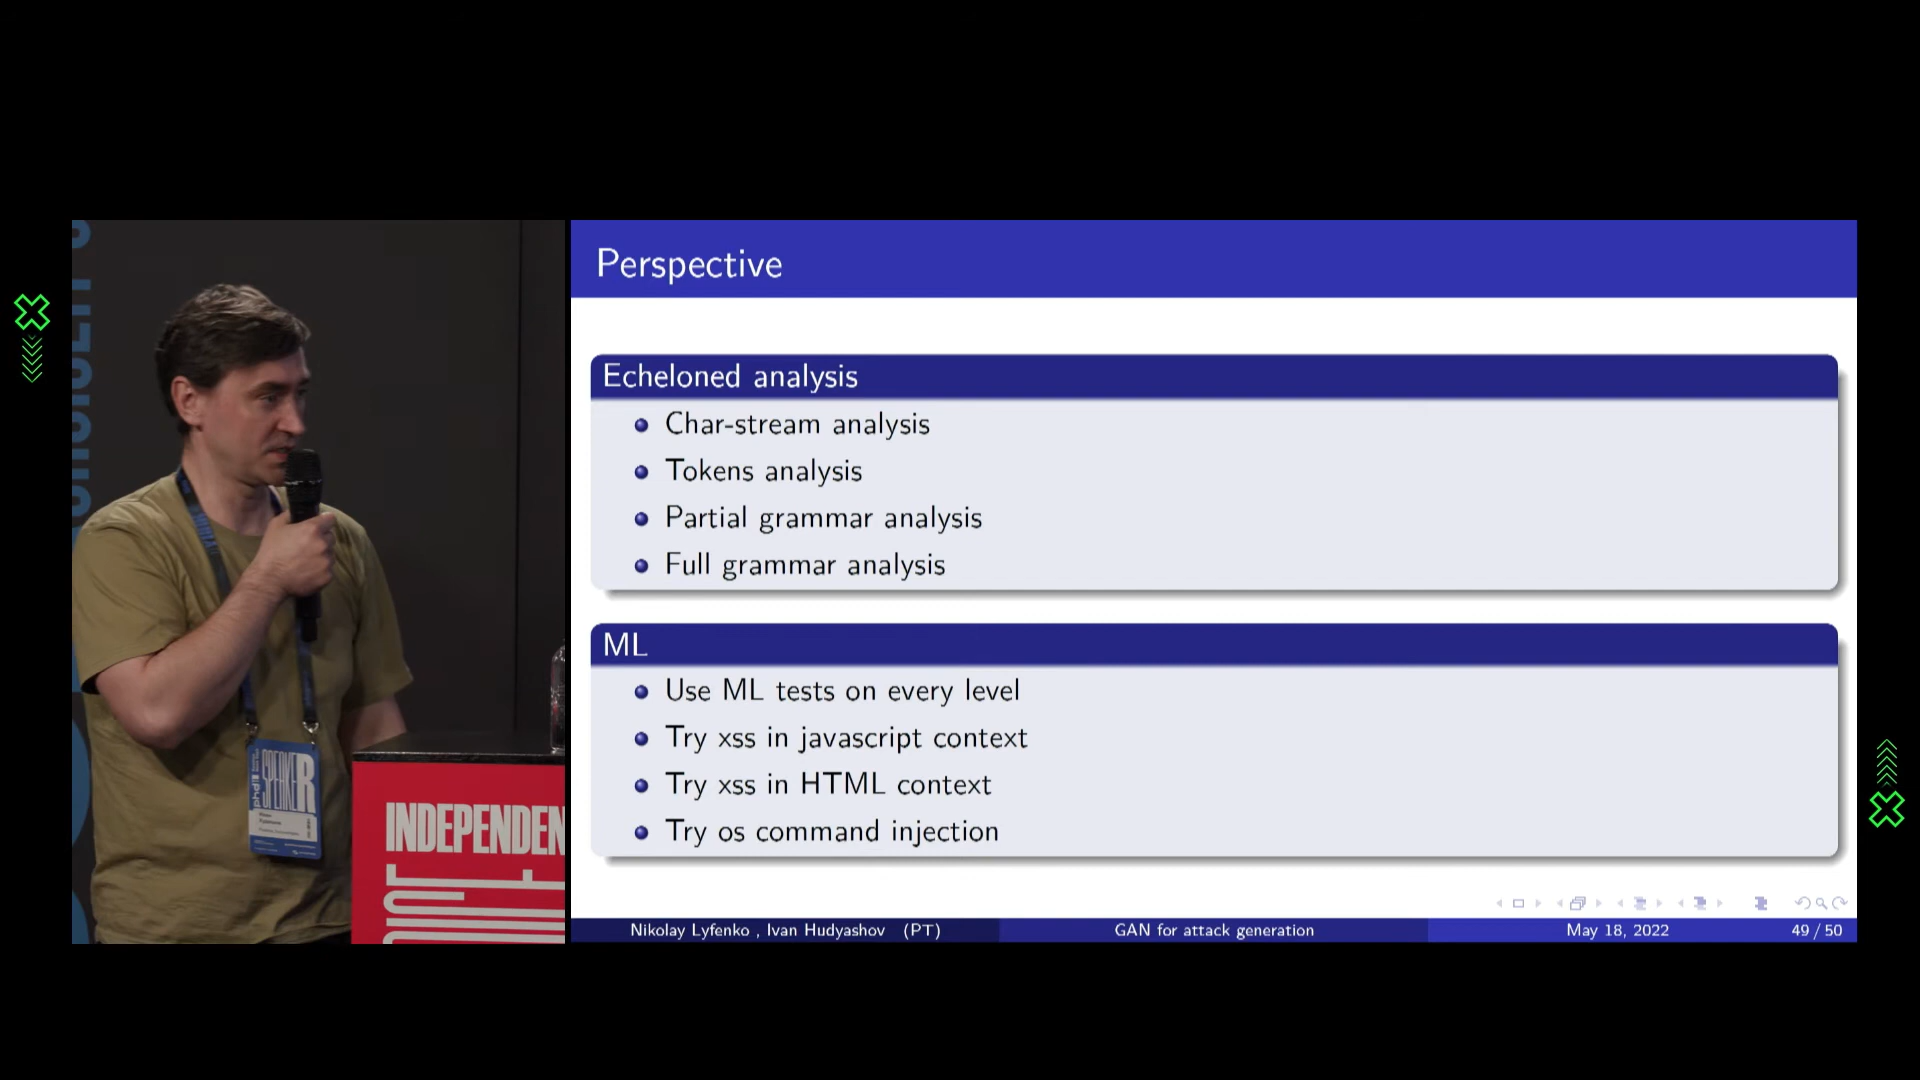 Perspective
Echeloned analysis
Char-stream analysis
Tokens analysis
Partial grammar analysis
Full grammar analysis
ML
Use ML tests on every level
Try xss in javascript context
Try xss in HTML context
Try os command injection
Nikolay Lyfenko , Ivan Hudyashov (PT)
GAN for attack generation
May 18, 2022
49 / 50
SPEAKER
phd11
INDEPENDEN